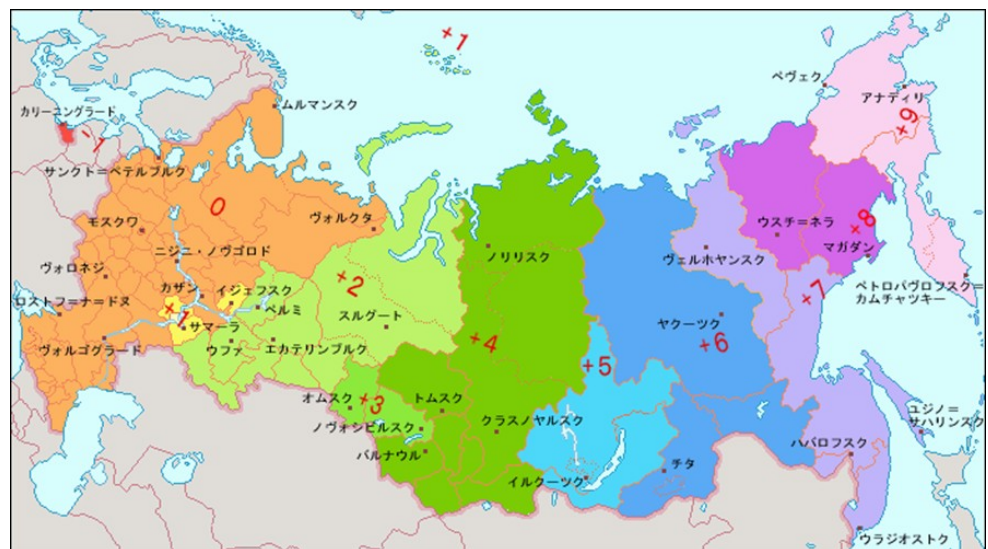 +1
ペヴェク
アナディリ
+9
カリーニングラード
-1
ムルマンスク
サンクト=ペテルブルク
0
ヴォルクタ
モスクワ
ニジニ・ノヴゴロド
ヴォロネジ
カザン
イジェフスク
ロストフ=ナ=ドヌ
+1
ペルミ
サマーラ
ヴォルゴグラード
ウファ
エカテリンブルク
+2
スルグート
ノリリスク
ヴェルホヤンスク
ウスチ=ネラ
+8
マガダン
ペトロパヴロフスク=
カムチャツキー
+7
ヤクーツク
+6
+4
+5
オムスク
+3
トムスク
ノヴォシビルスク
クラスノヤルスク
バルナウル
イルクーツク
チタ
ユジノ=
サハリンスク
ハバロフスク
ウラジオストク